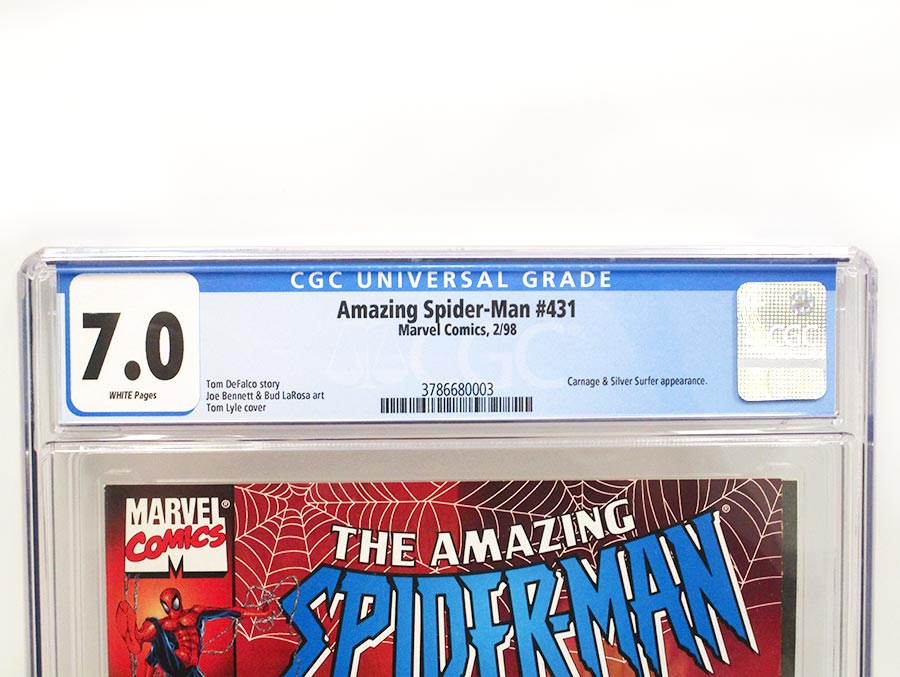 CGC UNIVERSAL GRADE
7.0
WHITE Pages
Amazing Spider-Man #431
Marvel Comics, 2/98
Tom DeFalco story
Joe Bennett & Bud LaRosa art
Tom Lyle cover
3786680003
Carnage & Silver Surfer appearance.
CGC
CGC
MARVEL®
COMICS
M
THE AMAZING
SPIDER-MAN®